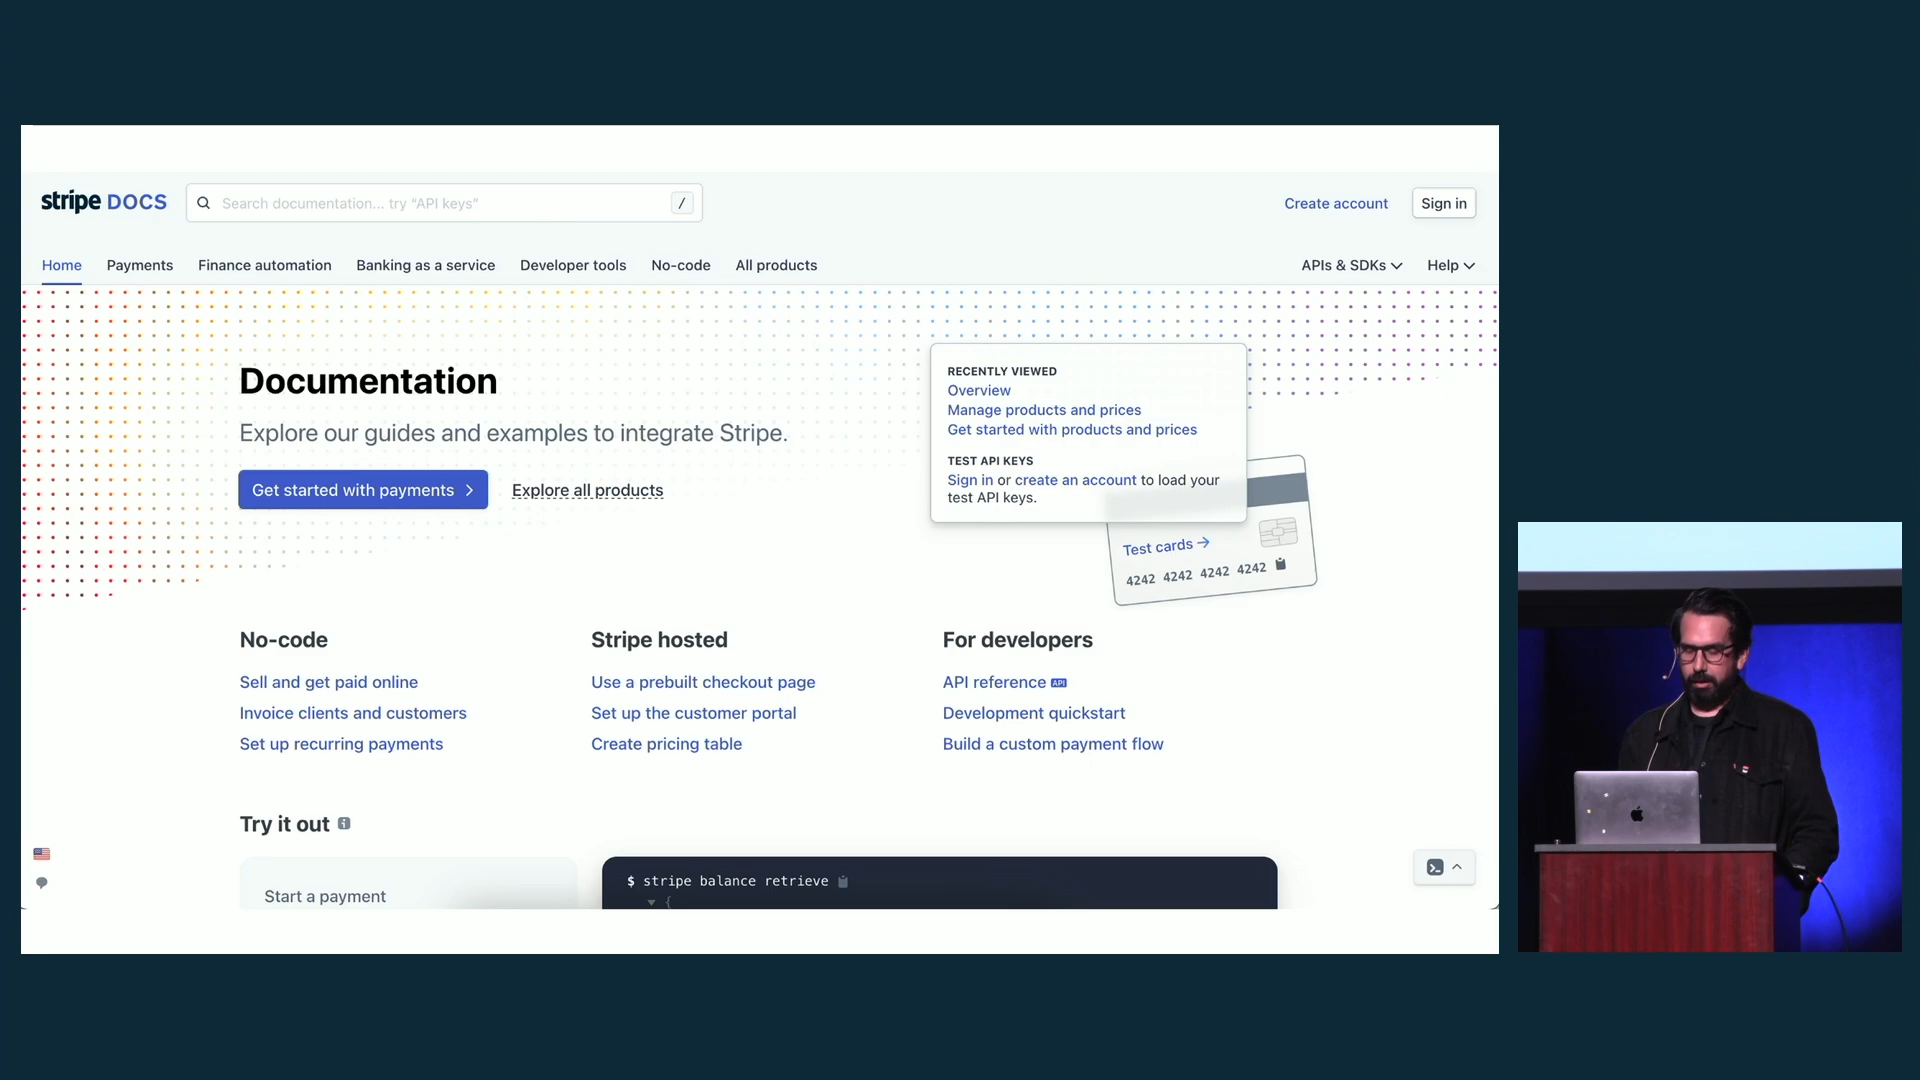 stripe DOCS
Search documentation... try “API keys”
/
Create account
Sign in
Home
Payments
Finance automation
Banking as a service
Developer tools
No-code
All products
APIs & SDKs
Help
Documentation
Explore our guides and examples to integrate Stripe.
Get started with payments
Explore all products
RECENTLY VIEWED
Overview
Manage products and prices
Get started with products and prices
TEST API KEYS
Sign in or create an account to load your
test API keys.
Test cards →
4242 4242 4242 4242
No-code
Sell and get paid online
Invoice clients and customers
Set up recurring payments
Stripe hosted
Use a prebuilt checkout page
Set up the customer portal
Create pricing table
For developers
API reference API
Development quickstart
Build a custom payment flow
Try it out
Start a payment
$ stripe balance retrieve
{